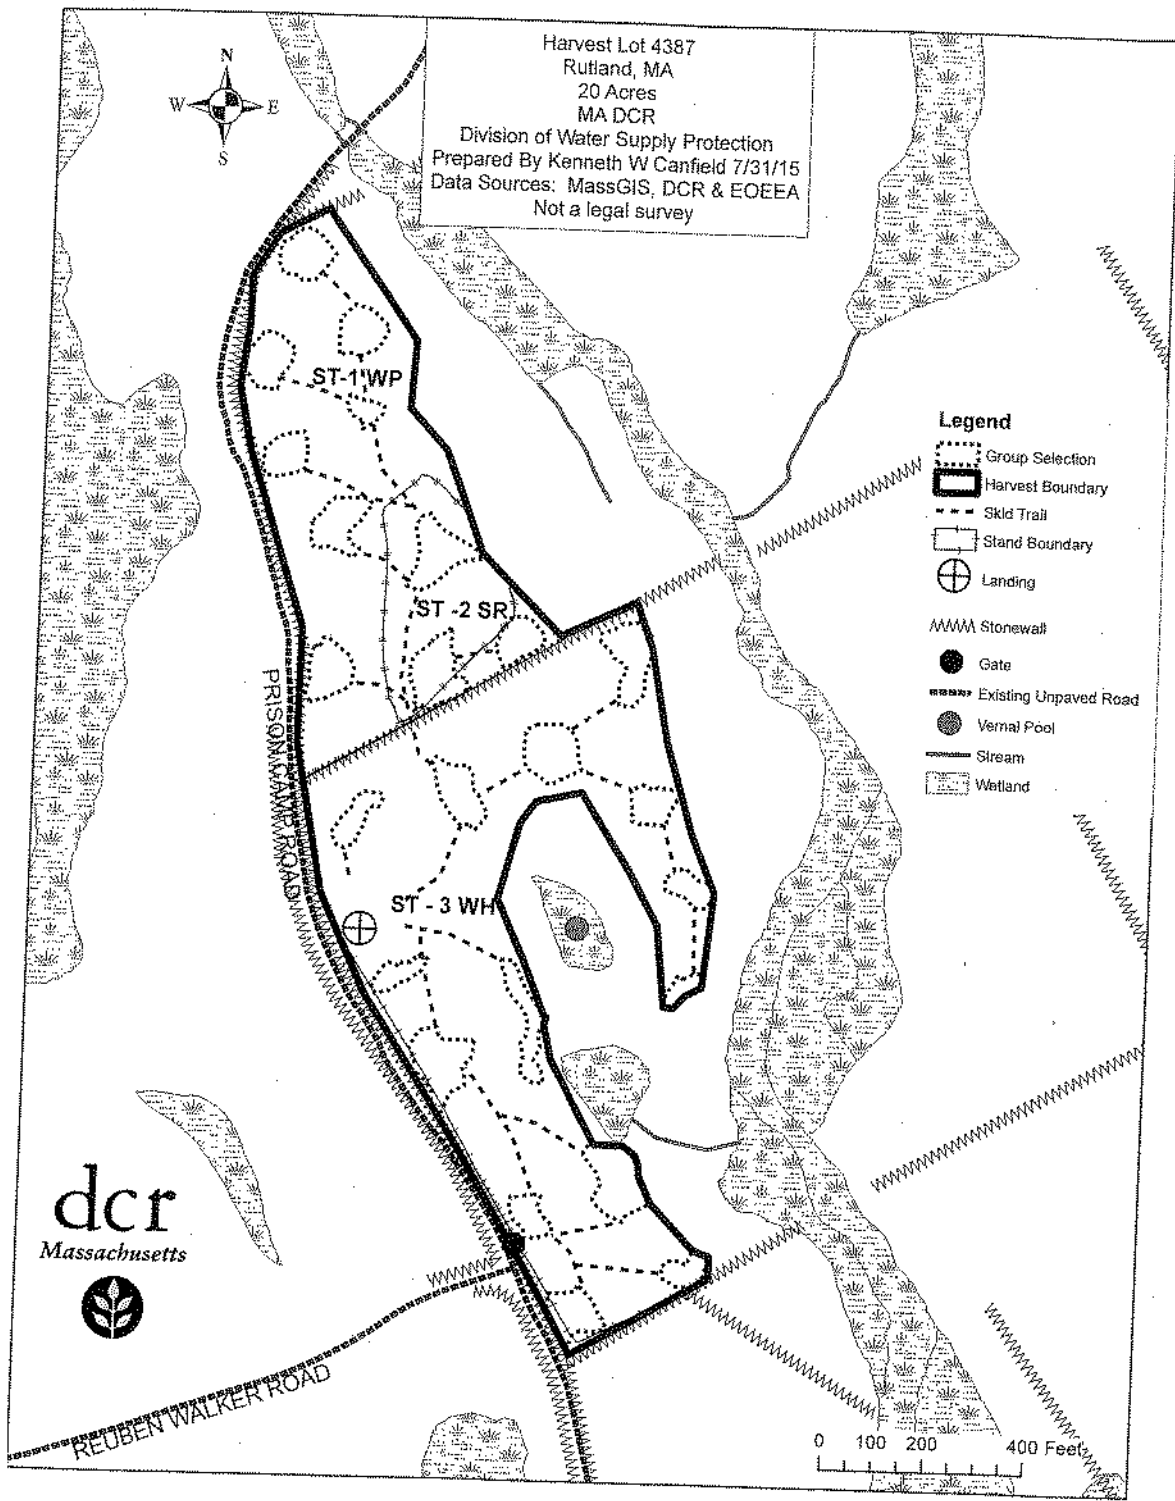 Harvest Lot 4387
Rutland, MA
20 Acres
MA DCR
Division of Water Supply Protection
Prepared By Kenneth W Canfield 7/31/15
Data Sources: MassGIS, DCR & EOEEA
Not a legal survey
N
W
E
S
ST-1 WP
ST -2 SR
ST - 3 WH
PRISON CAMP ROAD
REUBEN WALKER ROAD
Legend
Group Selection
Harvest Boundary
Skid Trail
Stand Boundary
Landing
Stonewall
Gate
Existing Unpaved Road
Vernal Pool
Stream
Wetland
dcr
Massachusetts
0 100 200 400 Feet